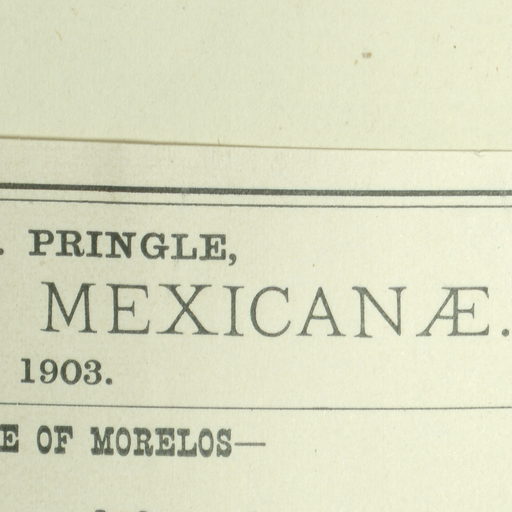 . PRINGLE,
MEXICANÆ.
1903.
E OF MORELOS—